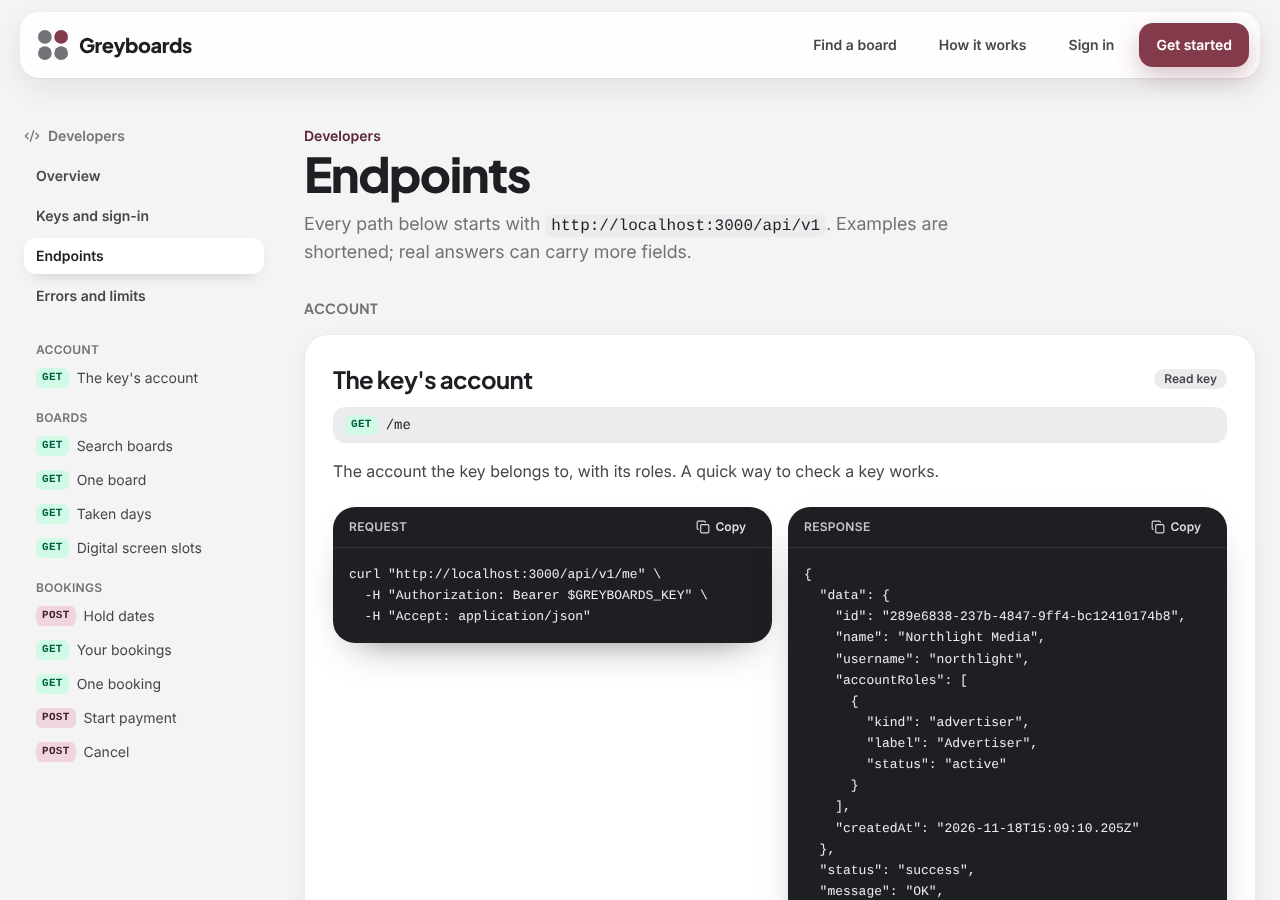 Greyboards
Find a board
How it works
Sign in
Get started
Developers
Overview
Keys and sign-in
Endpoints
Errors and limits
ACCOUNT
GET The key's account
BOARDS
GET Search boards
GET One board
GET Taken days
GET Digital screen slots
BOOKINGS
POST Hold dates
GET Your bookings
GET One booking
POST Start payment
POST Cancel
Developers
Endpoints
Every path below starts with http://localhost:3000/api/v1 . Examples are
shortened; real answers can carry more fields.
ACCOUNT
The key's account
Read key
GET /me
The account the key belongs to, with its roles. A quick way to check a key works.
REQUEST
Copy
curl "http://localhost:3000/api/v1/me" \
  -H "Authorization: Bearer $GREYBOARDS_KEY" \
  -H "Accept: application/json"
RESPONSE
Copy
{
  "data": {
    "id": "289e6838-237b-4847-9ff4-bc12410174b8",
    "name": "Northlight Media",
    "username": "northlight",
    "accountRoles": [
      {
        "kind": "advertiser",
        "label": "Advertiser",
        "status": "active"
      }
    ],
    "createdAt": "2026-11-18T15:09:10.205Z"
  },
  "status": "success",
  "message": "OK",